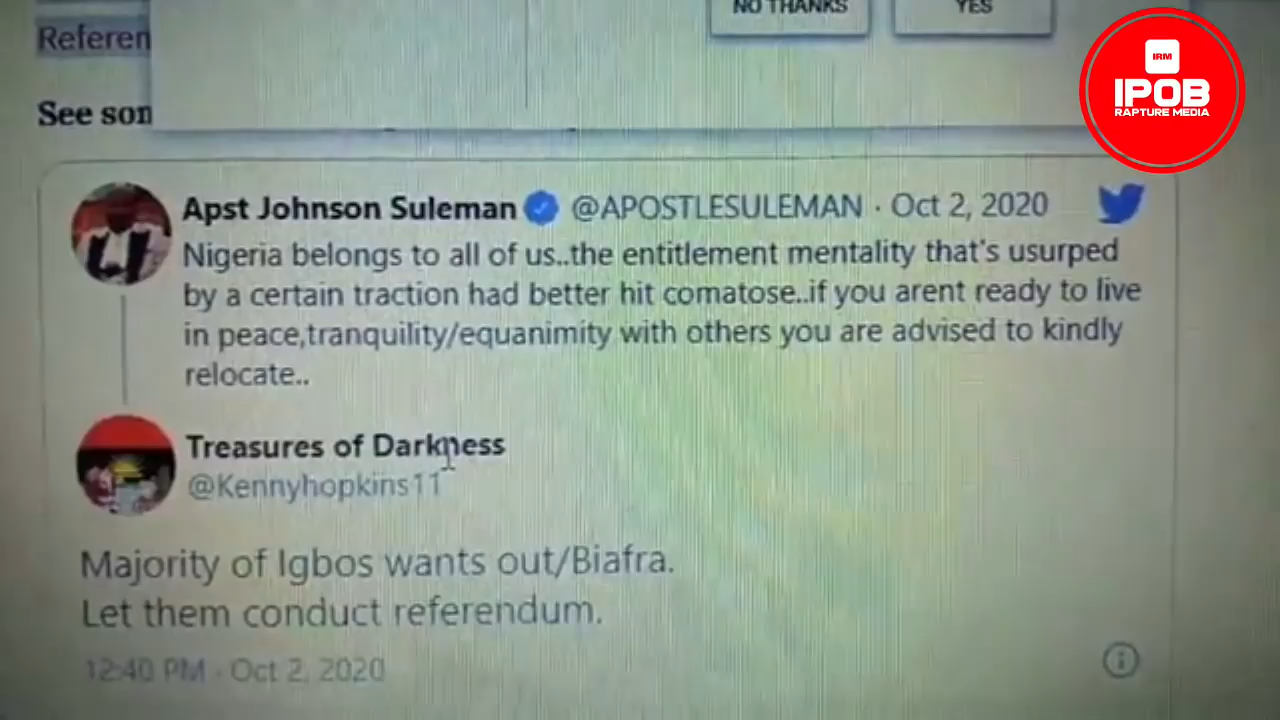 NO THANKS YES
Referen
See son
IRM
IPOB
RAPTURE MEDIA
Apst Johnson Suleman @APOSTLESULEMAN · Oct 2, 2020
Nigeria belongs to all of us..the entitlement mentality that's usurped
by a certain traction had better hit comatose..if you arent ready to live
in peace,tranquility/equanimity with others you are advised to kindly
relocate..
Treasures of Darkness
@Kennyhopkins11
Majority of Igbos wants out/Biafra.
Let them conduct referendum.
12:40 PM · Oct 2, 2020